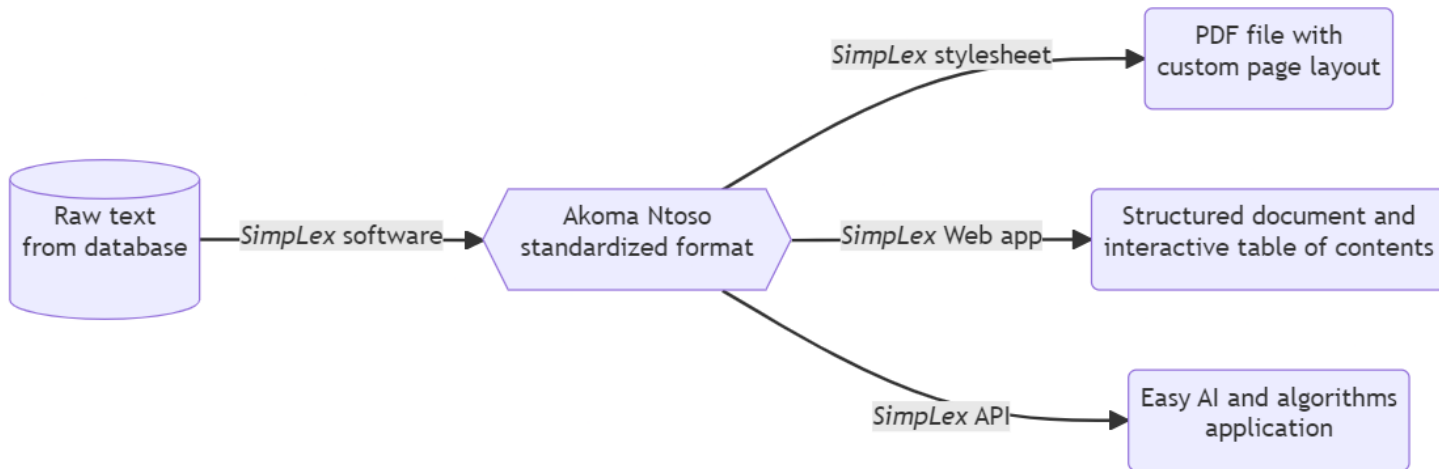 Raw text
from database
SimpLex software
Akoma Ntoso
standardized format
SimpLex stylesheet
PDF file with
custom page layout
SimpLex Web app
Structured document and
interactive table of contents
SimpLex API
Easy AI and algorithms
application